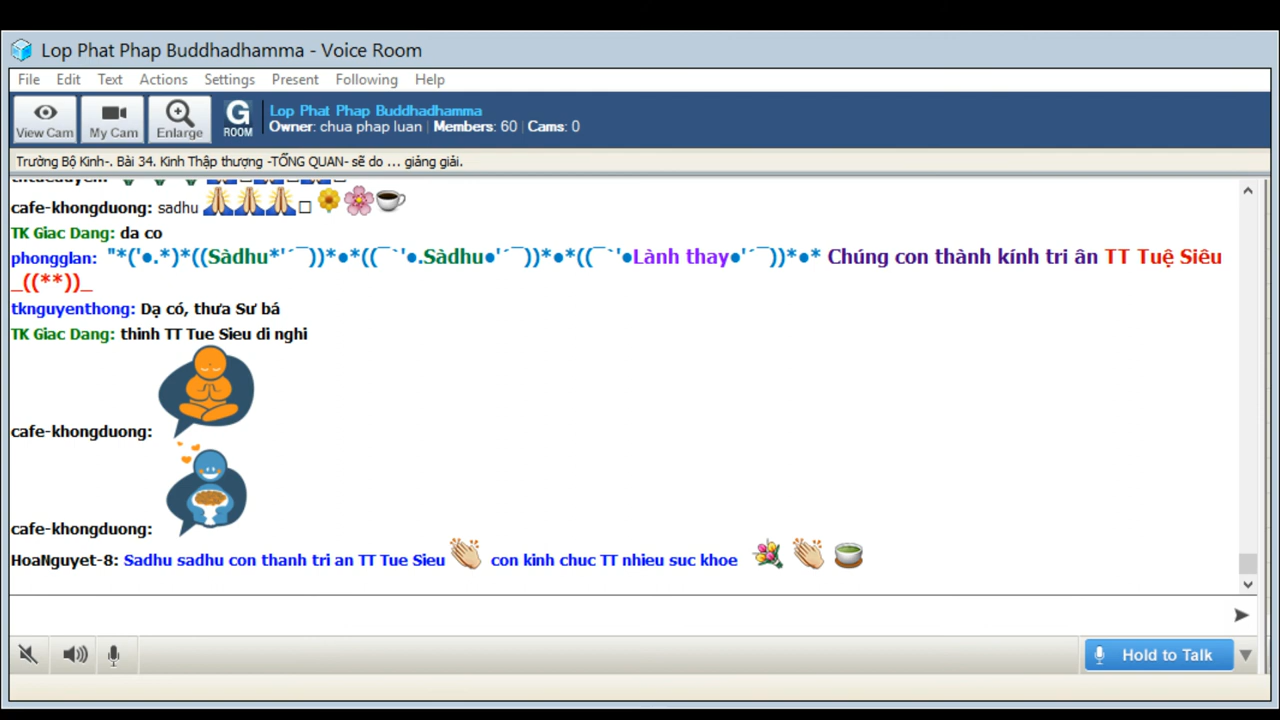 Lop Phat Phap Buddhadhamma - Voice Room
File Edit Text Actions Settings Present Following Help
View Cam My Cam Enlarge G ROOM
Lop Phat Phap Buddhadhamma
Owner: chua phap luan | Members: 60 | Cams: 0
Trường Bộ Kinh-. Bài 34. Kinh Thập thượng -TỔNG QUAN- sẽ do ... giảng giải.
cafe-khongduong: sadhu 🙏🙏🙏□ 🌼🌸☕
TK Giac Dang: da co
phongglan: "*('●.*)*((Sàdhu*'´¯))*●*((¯`'●.Sàdhu●'´¯))*●*((¯`'●Lành thay●'´¯))*●* Chúng con thành kính tri ân TT Tuệ Siêu
_((**))_
tknguyenthong: Dạ có, thưa Sư bá
TK Giac Dang: thinh TT Tue Sieu di nghi
cafe-khongduong:
cafe-khongduong:
HoaNguyet-8: Sadhu sadhu con thanh tri an TT Tue Sieu 👏 con kinh chuc TT nhieu suc khoe 💐 👏 🍵
Hold to Talk